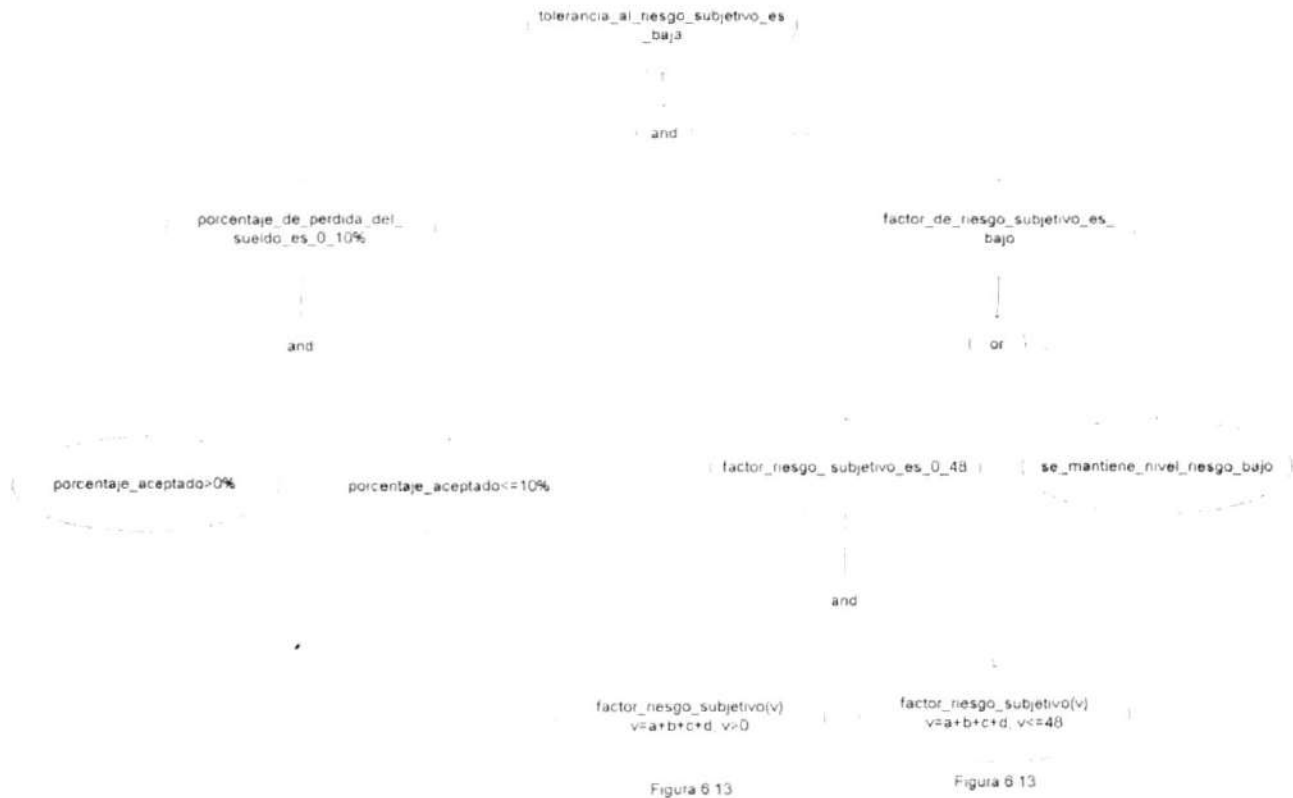 tolerancia_al_riesgo_subjetivo_es
_baja
and
porcentaje_de_perdida_del_
sueldo_es_0_10%
factor_de_riesgo_subjetivo_es_
bajo
and
or
porcentaje_aceptado>0%
porcentaje_aceptado<=10%
factor_riesgo_ subjetivo_es_0_48
se_mantiene_nivel_riesgo_bajo
and
factor_riesgo_subjetivo(v)
v=a+b+c+d, v>0
factor_riesgo_subjetivo(v)
v=a+b+c+d, v<=48
Figura 6.13
Figura 6.13